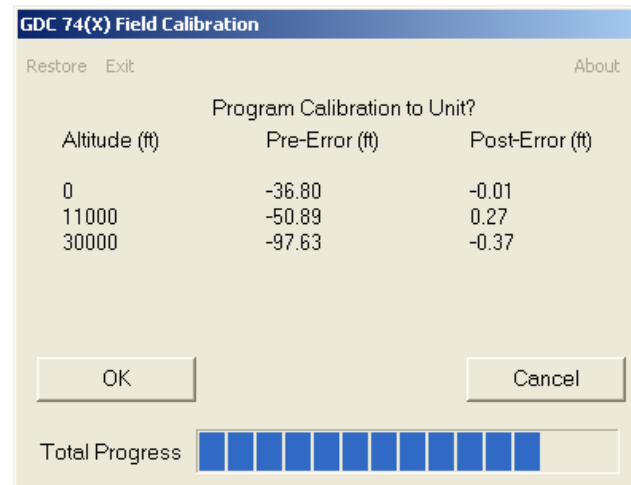 GDC 74(X) Field Calibration
Restore Exit About
Program Calibration to Unit?
Altitude (ft) Pre-Error (ft) Post-Error (ft)
0 -36.80 -0.01
11000 -50.89 0.27
30000 -97.63 -0.37
OK Cancel
Total Progress